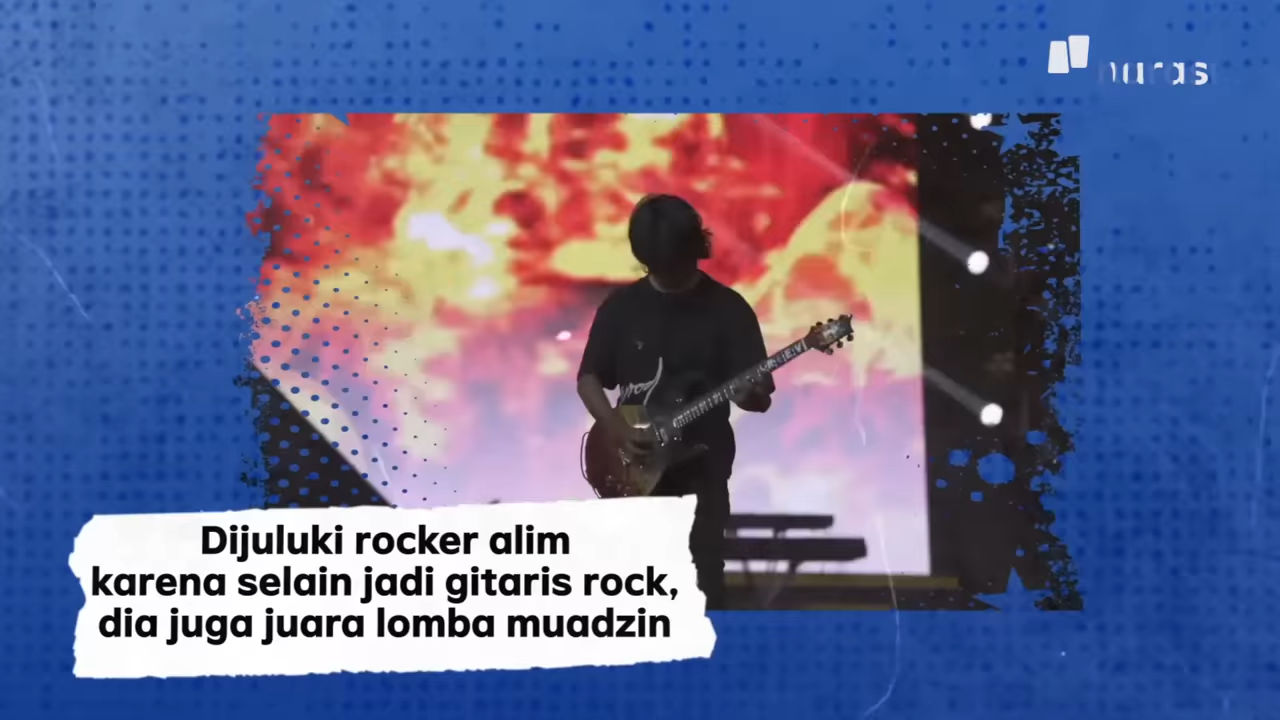 Dijuluki rocker alim
karena selain jadi gitaris rock,
dia juga juara lomba muadzin